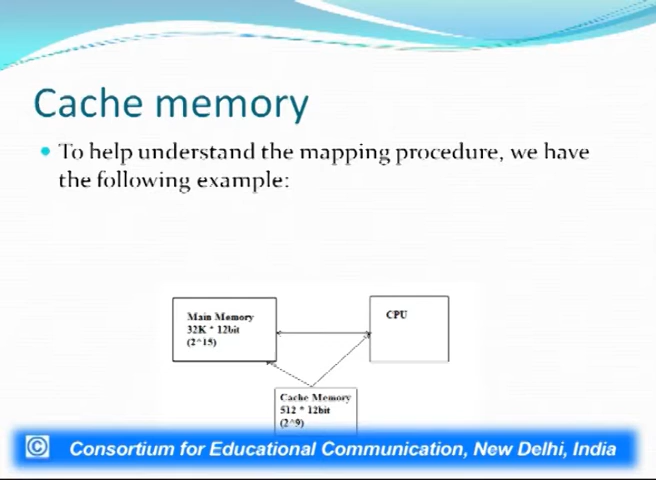 Cache memory
To help understand the mapping procedure, we have
the following example:
Main Memory
32K * 12bit
(2^15)
CPU
Cache Memory
512 * 12bit
(2^9)
© Consortium for Educational Communication, New Delhi, India